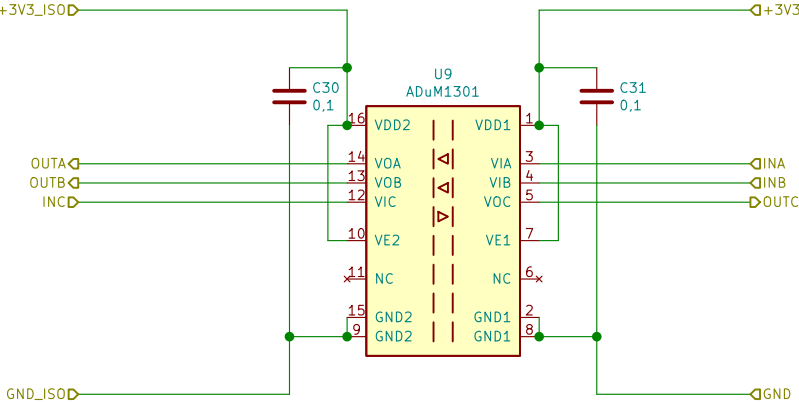 +3V3_ISO
+3V3
U9
ADuM1301
C30
0,1
C31
0,1
16 VDD2 VDD1 1
OUTA 14 VOA VIA 3 INA
OUTB 13 VOB VIB 4 INB
INC 12 VIC VOC 5 OUTC
10 VE2 VE1 7
11 NC NC 6
15 GND2 GND1 2
9 GND2 GND1 8
GND_ISO
GND